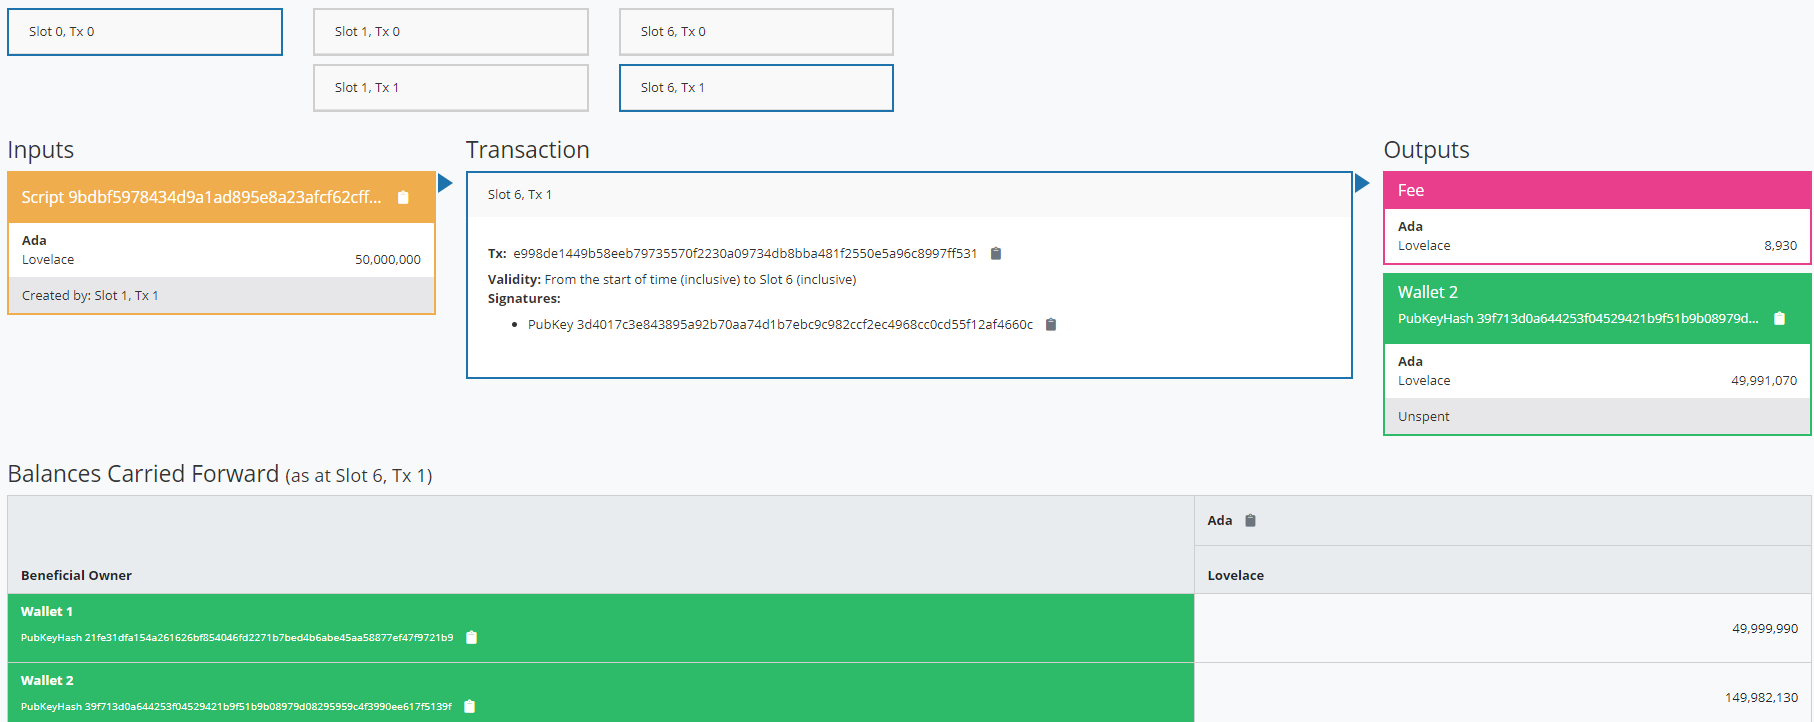 Slot 0, Tx 0
Slot 1, Tx 0
Slot 6, Tx 0
Slot 1, Tx 1
Slot 6, Tx 1
Inputs
Script 9bdbf5978434d9a1ad895e8a23afcf62cff...
Ada
Lovelace 50,000,000
Created by: Slot 1, Tx 1
Transaction
Slot 6, Tx 1
Tx: e998de1449b58eeb79735570f2230a09734db8bba481f2550e5a96c8997ff531
Validity: From the start of time (inclusive) to Slot 6 (inclusive)
Signatures:
• PubKey 3d4017c3e843895a92b70aa74d1b7ebc9c982ccf2ec4968cc0cd55f12af4660c
Outputs
Fee
Ada
Lovelace 8,930
Wallet 2
PubKeyHash 39f713d0a644253f04529421b9f51b9b08979d...
Ada
Lovelace 49,991,070
Unspent
Balances Carried Forward (as at Slot 6, Tx 1)
Ada
Beneficial Owner Lovelace
Wallet 1
PubKeyHash 21fe31dfa154a261626bf854046fd2271b7bed4b6abe45aa58877ef47f9721b9
49,999,990
Wallet 2
PubKeyHash 39f713d0a644253f04529421b9f51b9b08979d08295959c4f3990ee617f5139f
149,982,130